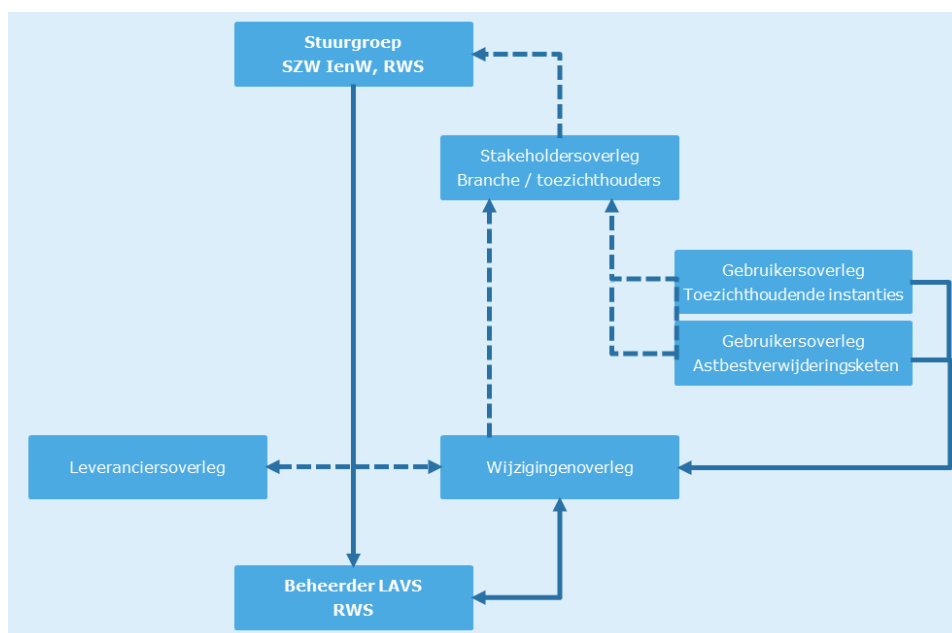 Stuurgroep
SZW IenW, RWS
Stakeholdersoverleg
Branche / toezichthouders
Gebruikersoverleg
Toezichthoudende instanties
Gebruikersoverleg
Astbestverwijderingsketen
Leveranciersoverleg
Wijzigingenoverleg
Beheerder LAVS
RWS